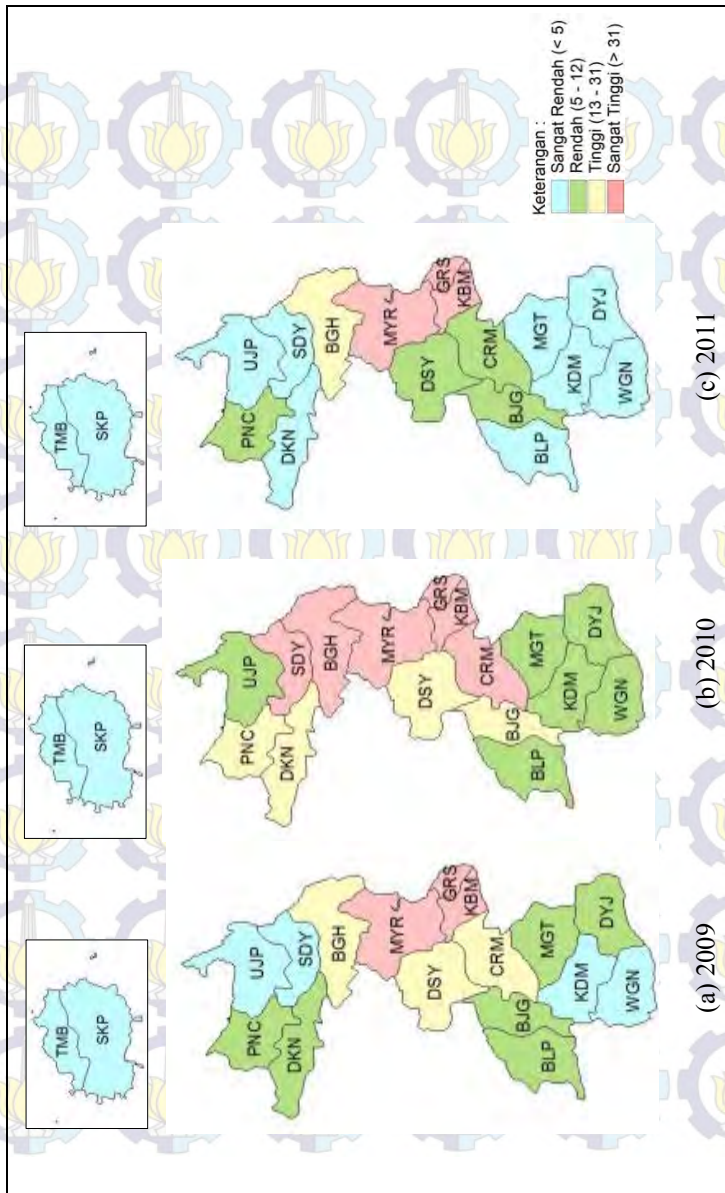 TMB
SKP
PNC
UJP
DKN
SDY
BGH
MYR
GRS
KBM
DSY
CRM
BJG
BLP
MGT
KDM
DYJ
WGN
(a) 2009
TMB
SKP
PNC
UJP
DKN
SDY
BGH
MYR
GRS
KBM
DSY
CRM
BJG
BLP
MGT
KDM
DYJ
WGN
(b) 2010
TMB
SKP
PNC
UJP
DKN
SDY
BGH
MYR
GRS
KBM
DSY
CRM
BJG
BLP
MGT
KDM
DYJ
WGN
(c) 2011
Keterangan :
Sangat Rendah (< 5)
Rendah (5 - 12)
Tinggi (13 - 31)
Sangat Tinggi (> 31)